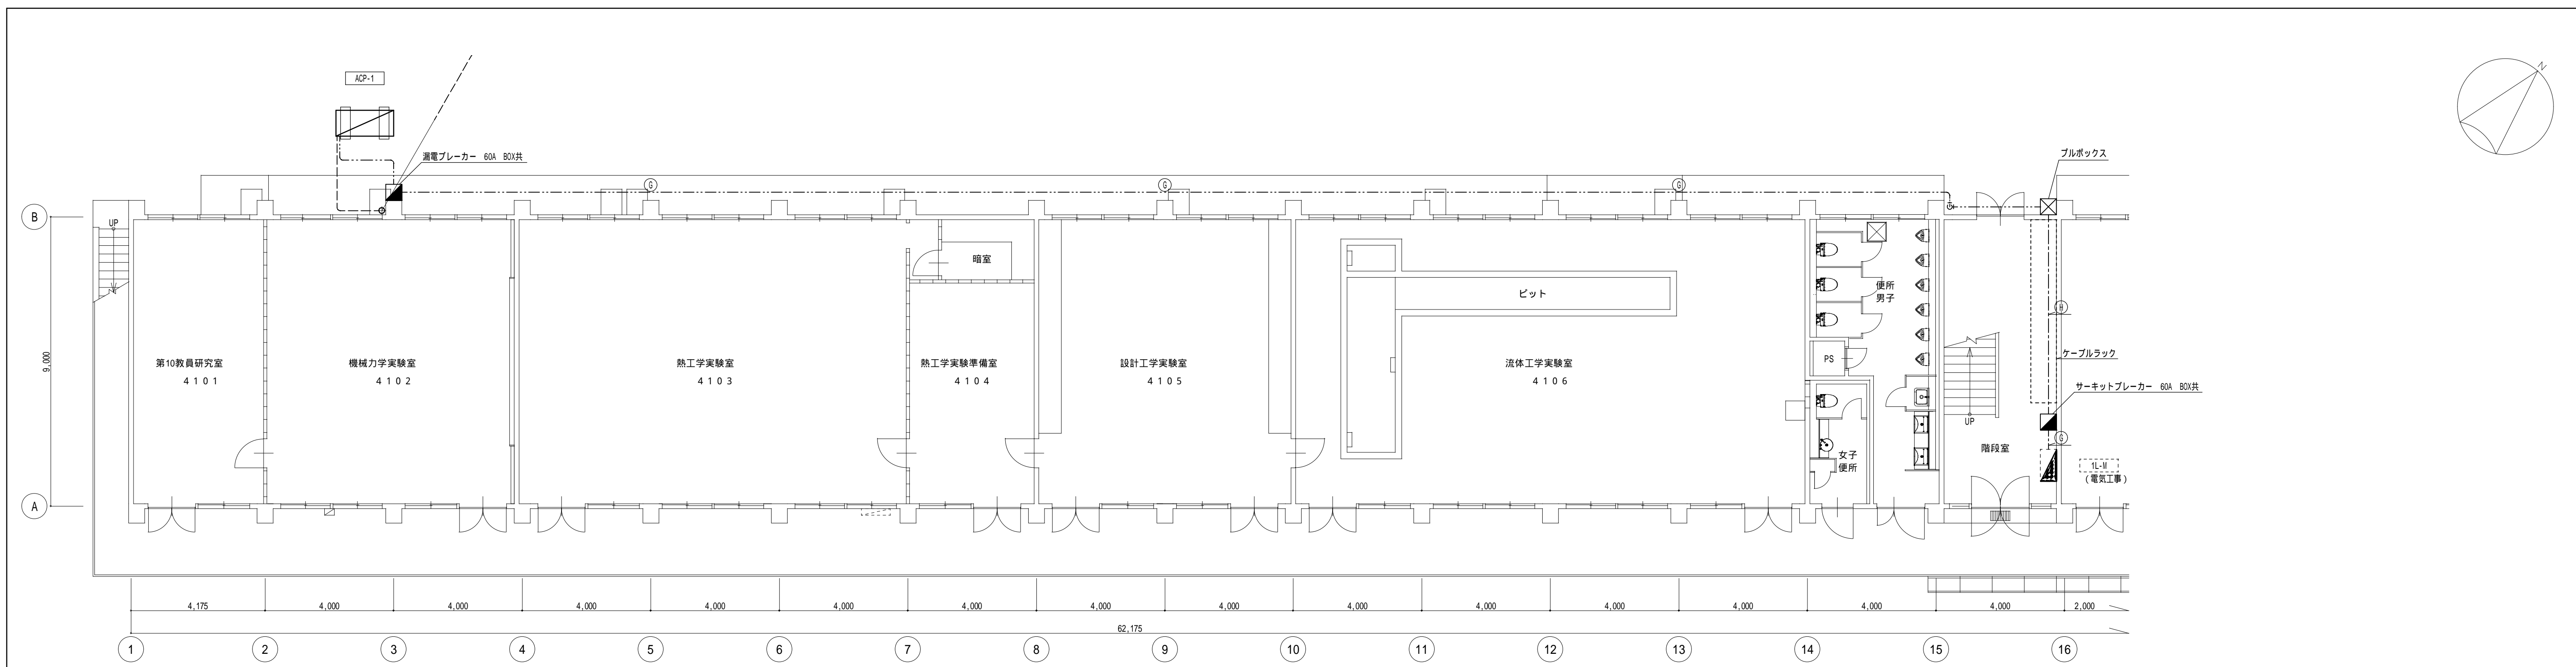 ACP-1
N
漏電ブレーカー 60A BOX共
プルボックス
G
G
G
B
UP
暗室
ピット
便所
男子
H
9,000
第10教員研究室
4101
機械力学実験室
4102
熱工学実験室
4103
熱工学実験準備室
4104
設計工学実験室
4105
流体工学実験室
4106
PS
ケーブルラック
サーキットブレーカー 60A BOX共
UP
G
階段室
女子
便所
1L-M
(電気工事)
A
4,175
4,000
4,000
4,000
4,000
4,000
4,000
4,000
4,000
4,000
4,000
4,000
4,000
4,000
4,000
2,000
62,175
1
2
3
4
5
6
7
8
9
10
11
12
13
14
15
16